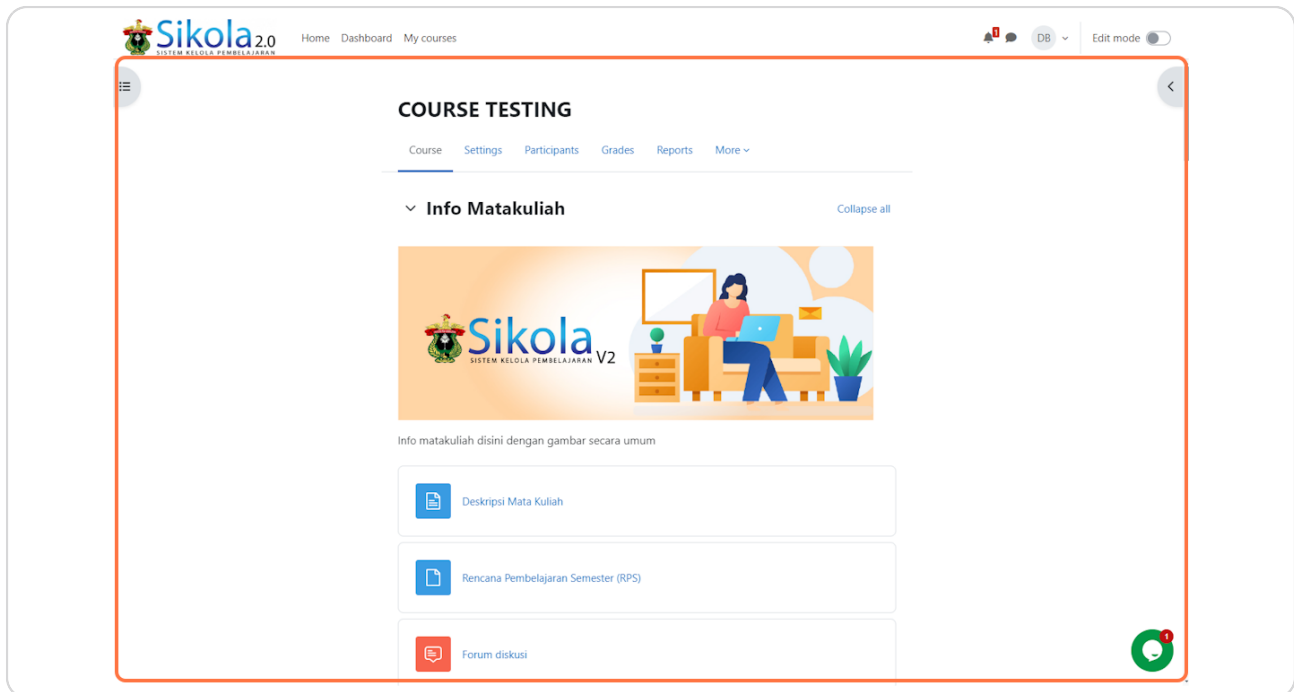 Sikola 2.0
SISTEM KELOLA PEMBELAJARAN
Home Dashboard My courses
1
DB
Edit mode
COURSE TESTING
Course Settings Participants Grades Reports More
Info Matakuliah
Collapse all
Sikola V2
SISTEM KELOLA PEMBELAJARAN
Info matakuliah disini dengan gambar secara umum
Deskripsi Mata Kuliah
Rencana Pembelajaran Semester (RPS)
Forum diskusi
1